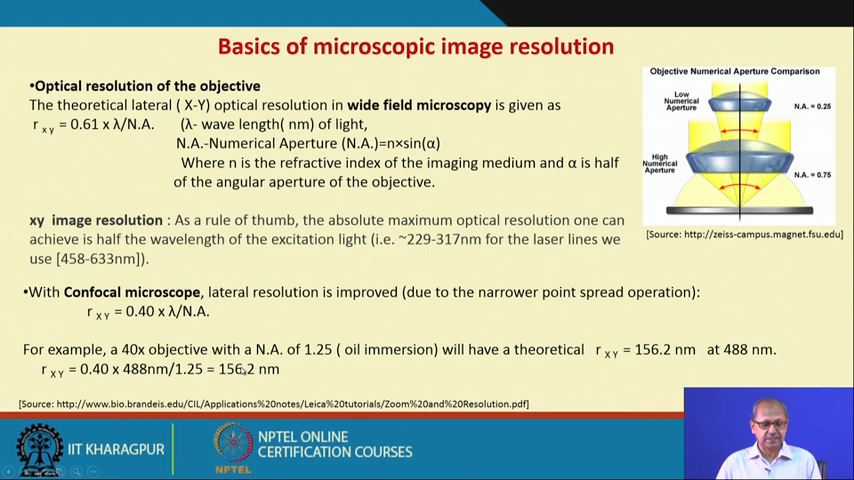 Basics of microscopic image resolution
•Optical resolution of the objective
The theoretical lateral ( X-Y) optical resolution in wide field microscopy is given as
r x y = 0.61 x λ/N.A. (λ- wave length( nm) of light,
N.A.-Numerical Aperture (N.A.)=n×sin(α)
Where n is the refractive index of the imaging medium and α is half
of the angular aperture of the objective.
xy image resolution : As a rule of thumb, the absolute maximum optical resolution one can
achieve is half the wavelength of the excitation light (i.e. ~229-317nm for the laser lines we
use [458-633nm]).
•With Confocal microscope, lateral resolution is improved (due to the narrower point spread operation):
r X Y = 0.40 x λ/N.A.
For example, a 40x objective with a N.A. of 1.25 ( oil immersion) will have a theoretical r X Y = 156.2 nm at 488 nm.
r X Y = 0.40 x 488nm/1.25 = 156.2 nm
[Source: http://www.bio.brandeis.edu/CIL/Applications%20notes/Leica%20tutorials/Zoom%20and%20Resolution.pdf]
Objective Numerical Aperture Comparison
Low
Numerical
Aperture
N.A. = 0.25
High
Numerical
Aperture
N.A. = 0.75
[Source: http://zeiss-campus.magnet.fsu.edu]
IIT KHARAGPUR
NPTEL
NPTEL ONLINE
CERTIFICATION COURSES